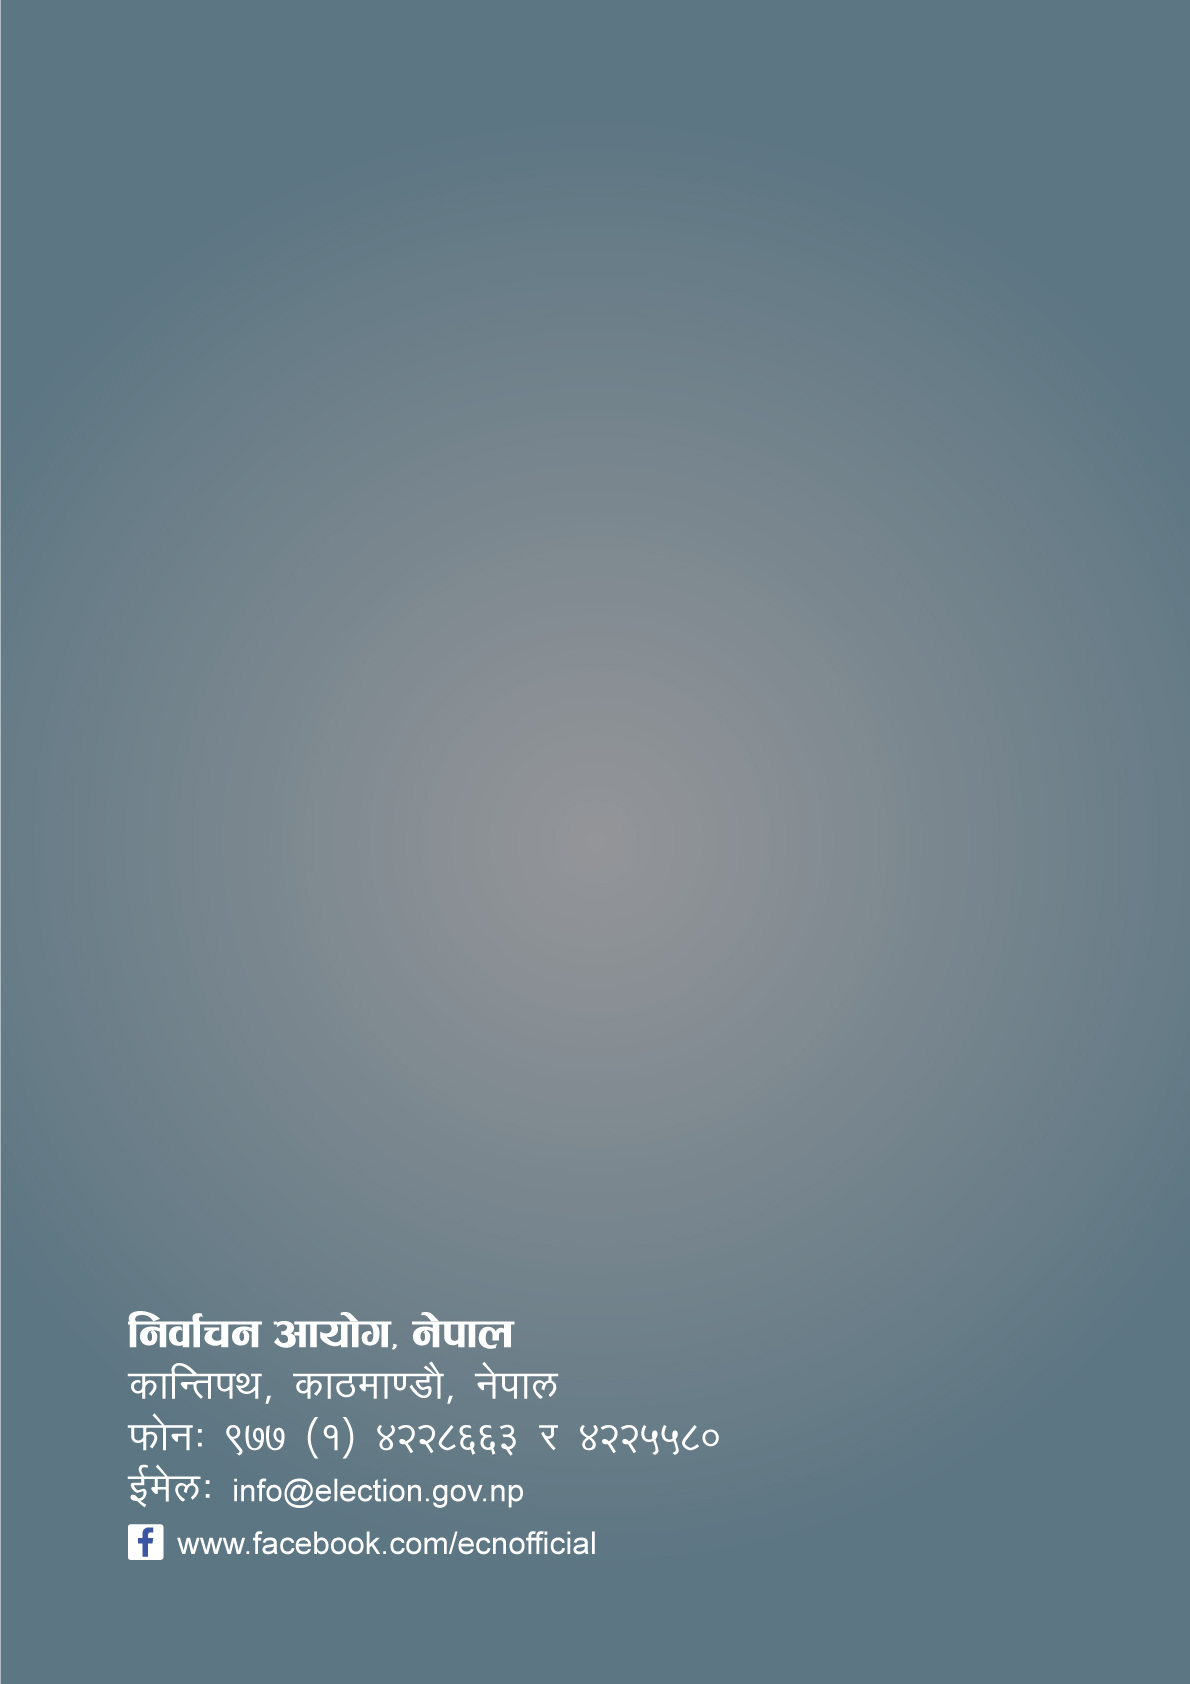 निर्वाचन आयोग, नेपाल
कान्तिपथ, काठमाण्डौ, नेपाल
फोनः ९७७ (१) ४२२८६६३ र ४२२५५८०
ईमेलः info@election.gov.np
www.facebook.com/ecnofficial